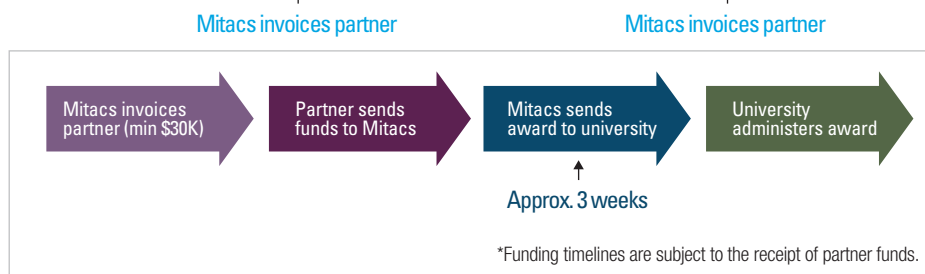 Mitacs invoices partner
Mitacs invoices partner
Mitacs invoices
partner (min $30K)
Partner sends
funds to Mitacs
Mitacs sends
award to university
University
administers award
Approx. 3 weeks
*Funding timelines are subject to the receipt of partner funds.